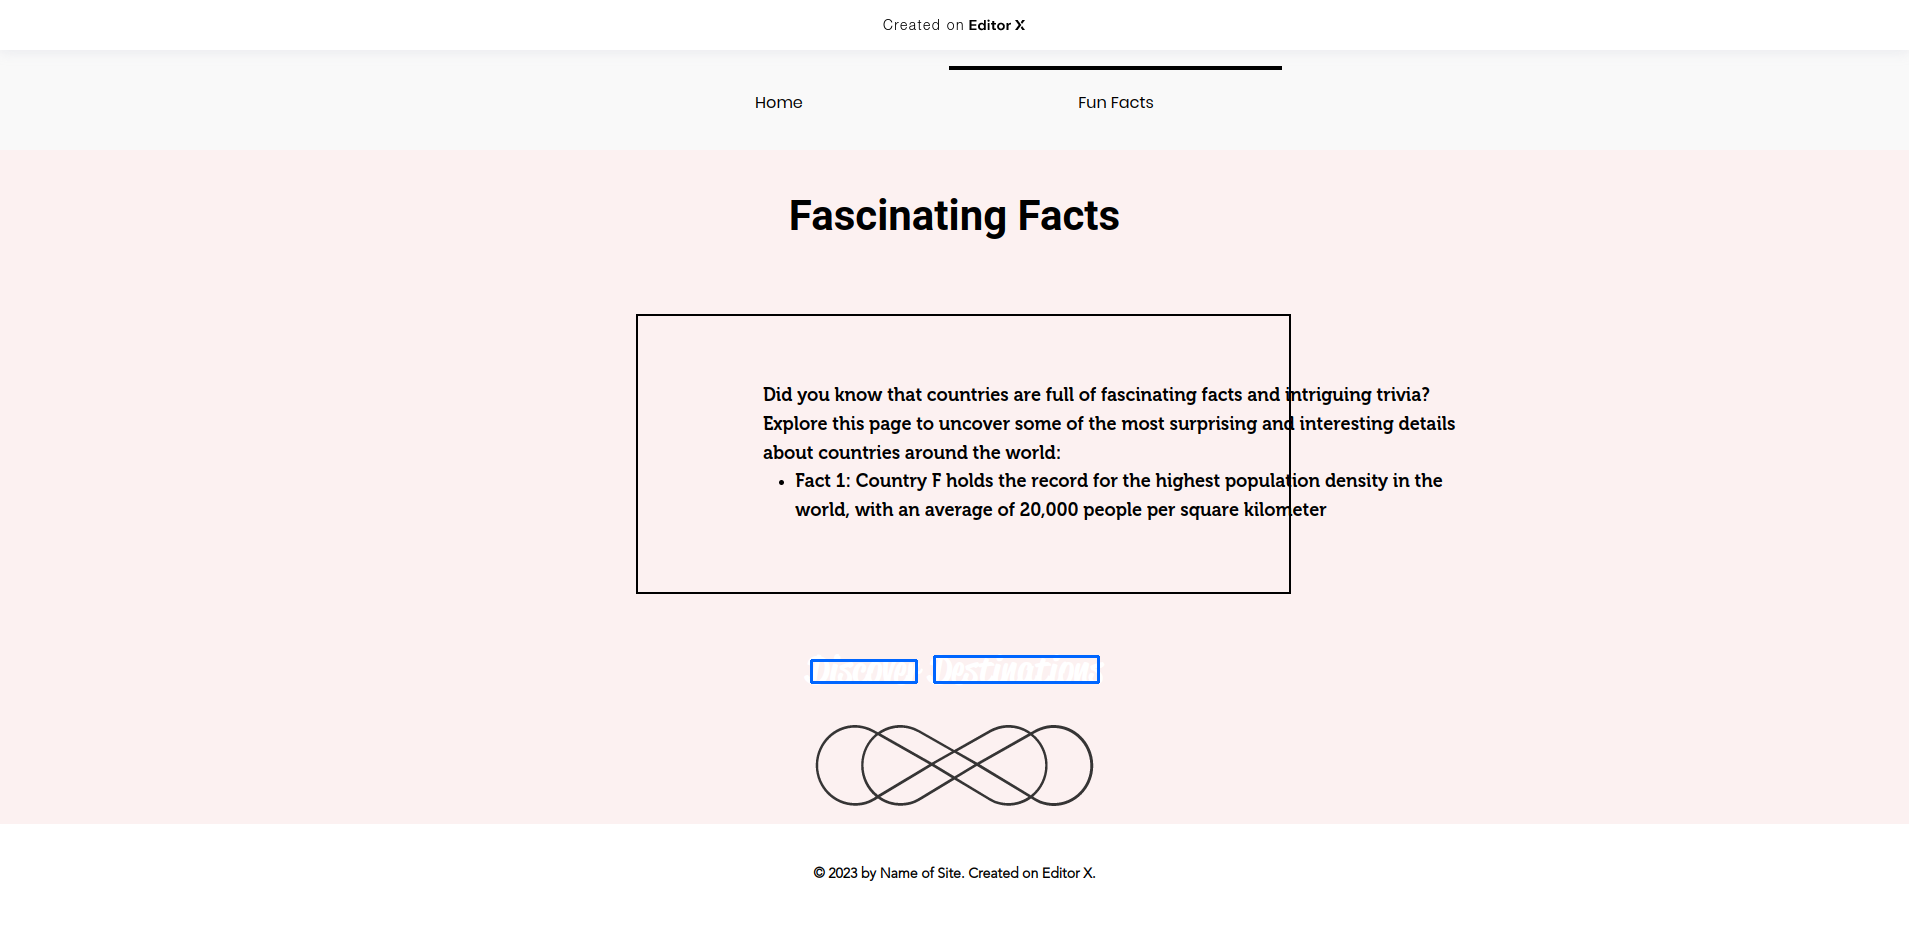 Created on Editor X
Home
Fun Facts
Fascinating Facts
Did you know that countries are full of fascinating facts and intriguing trivia?
Explore this page to uncover some of the most surprising and interesting details
about countries around the world:
• Fact 1: Country F holds the record for the highest population density in the
world, with an average of 20,000 people per square kilometer
Discover Destinations
© 2023 by Name of Site. Created on Editor X.